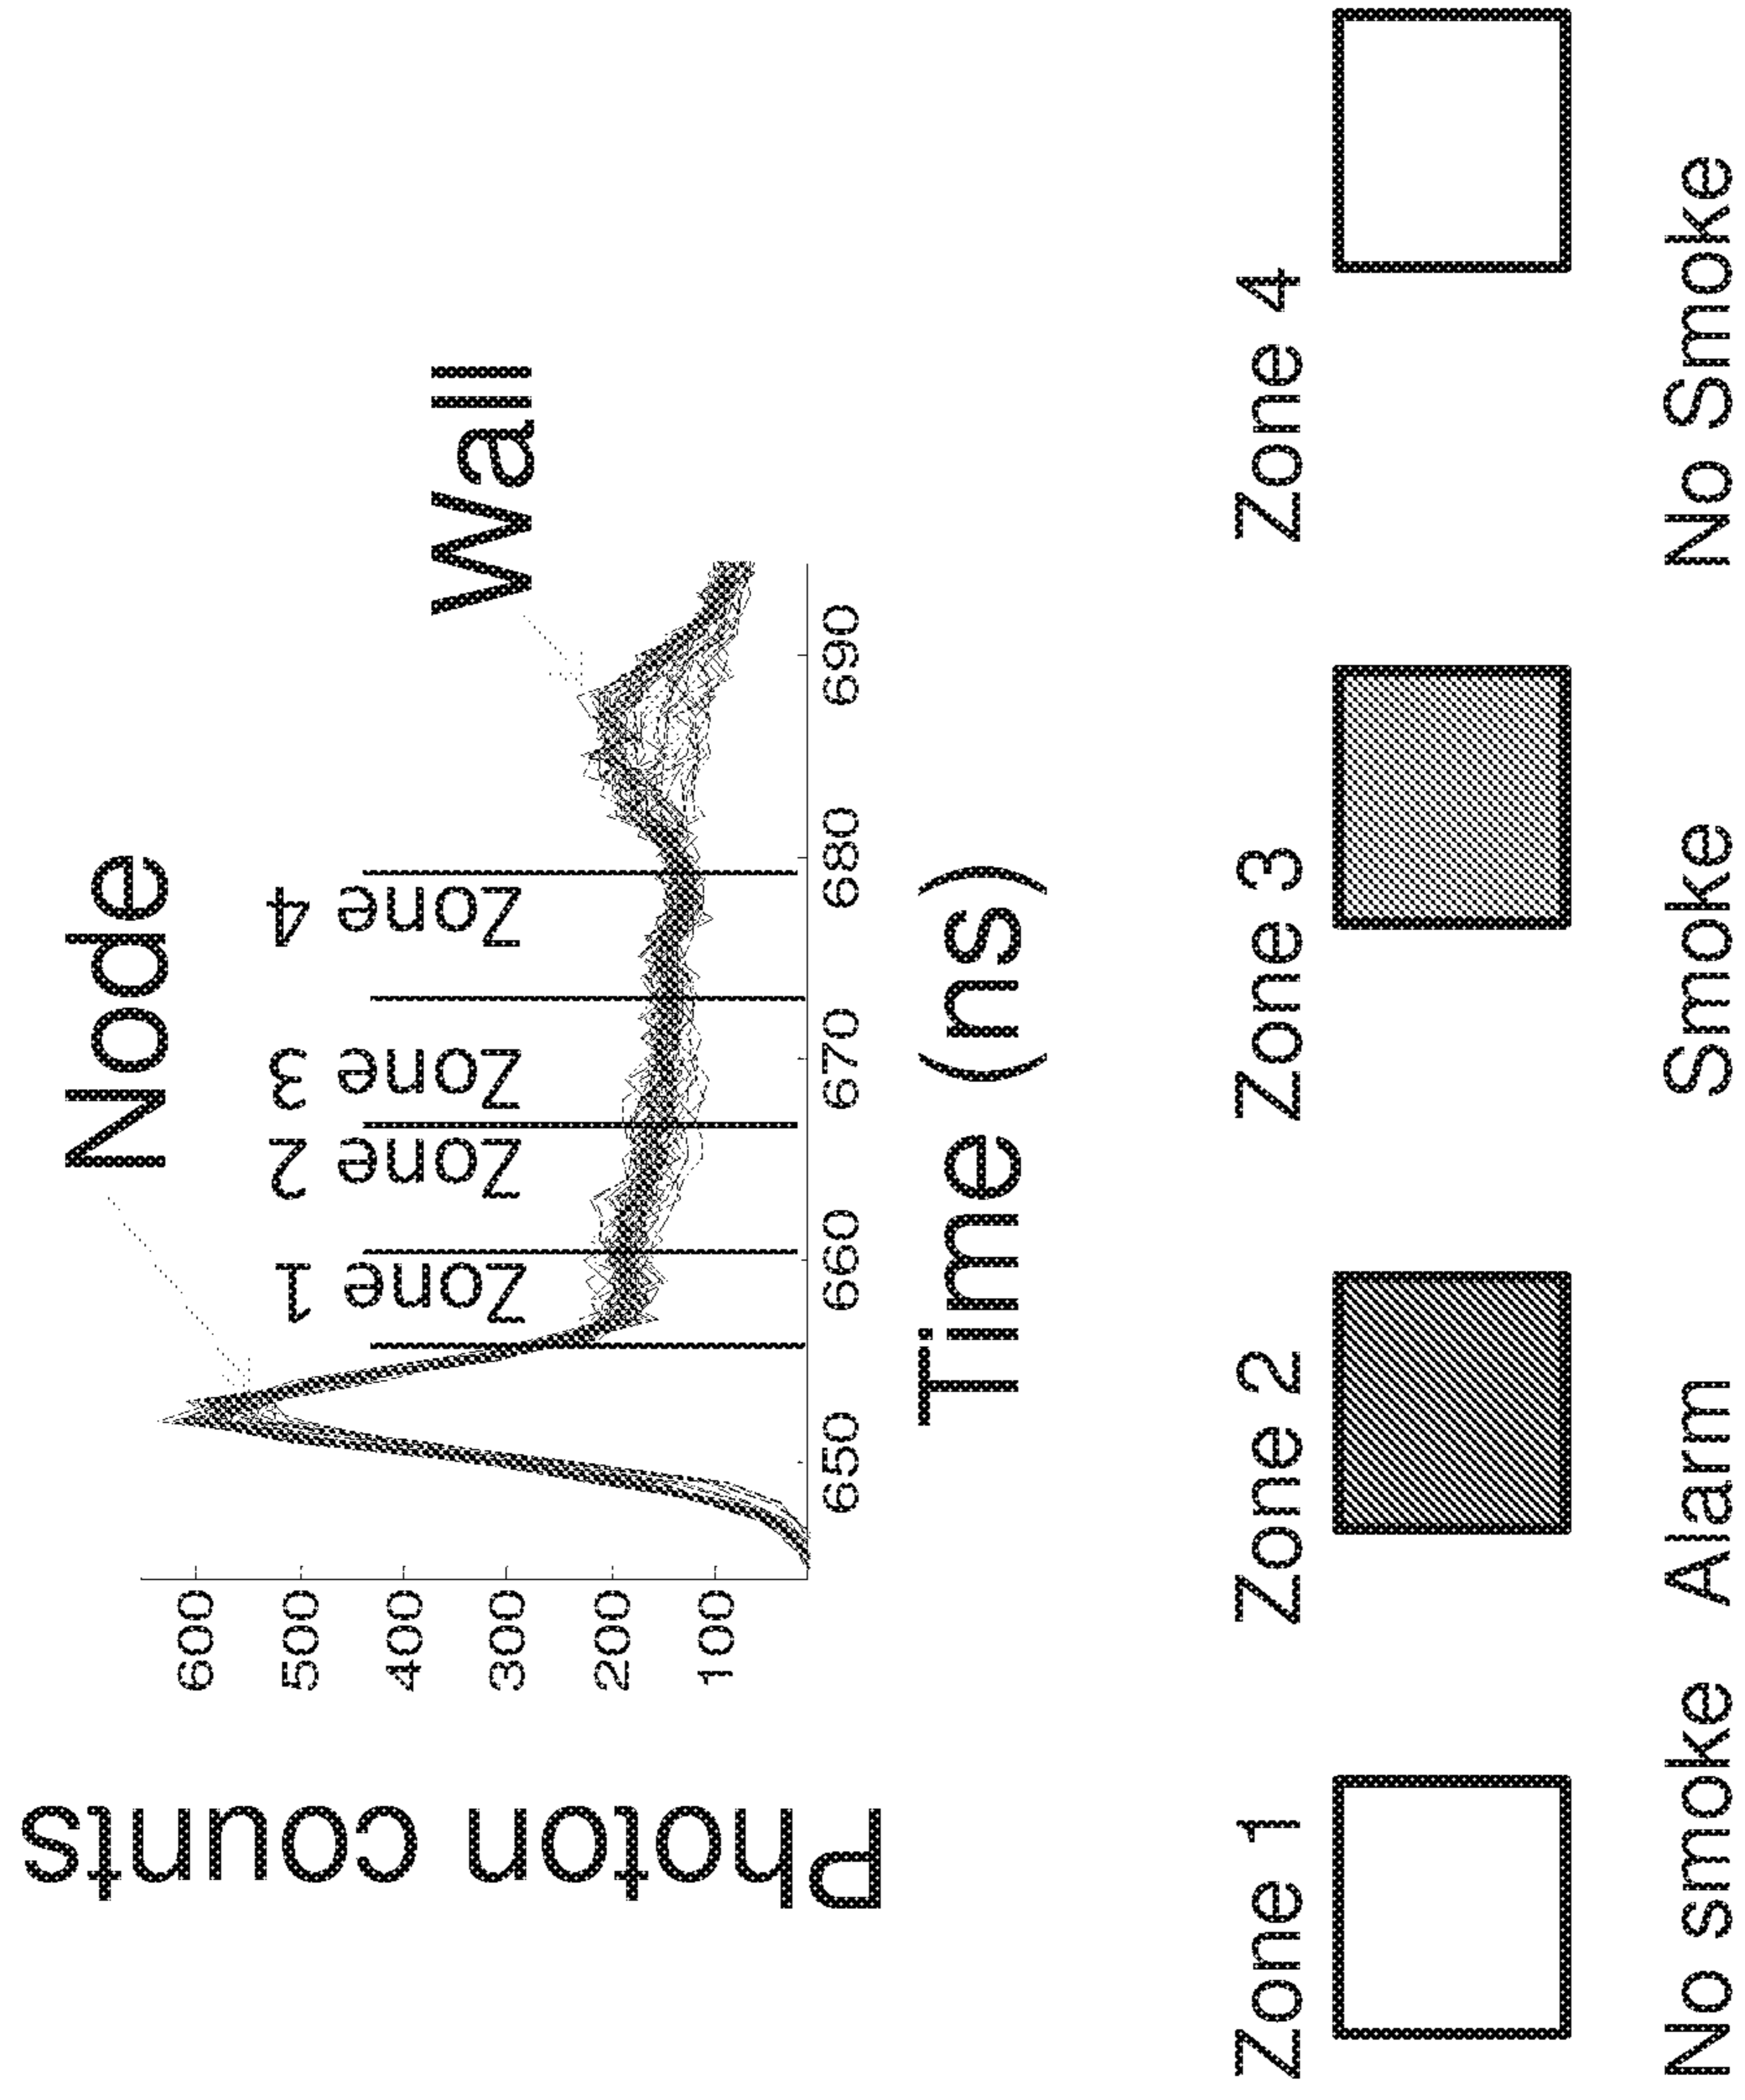 Node
Wall
Photon counts
600
500
400
300
200
100
Zone 1
Zone 2
Zone 3
Zone 4
650
660
670
680
690
Time (ns)
Zone 1
Zone 2
Zone 3
Zone 4
No smoke
Alarm
Smoke
No Smoke